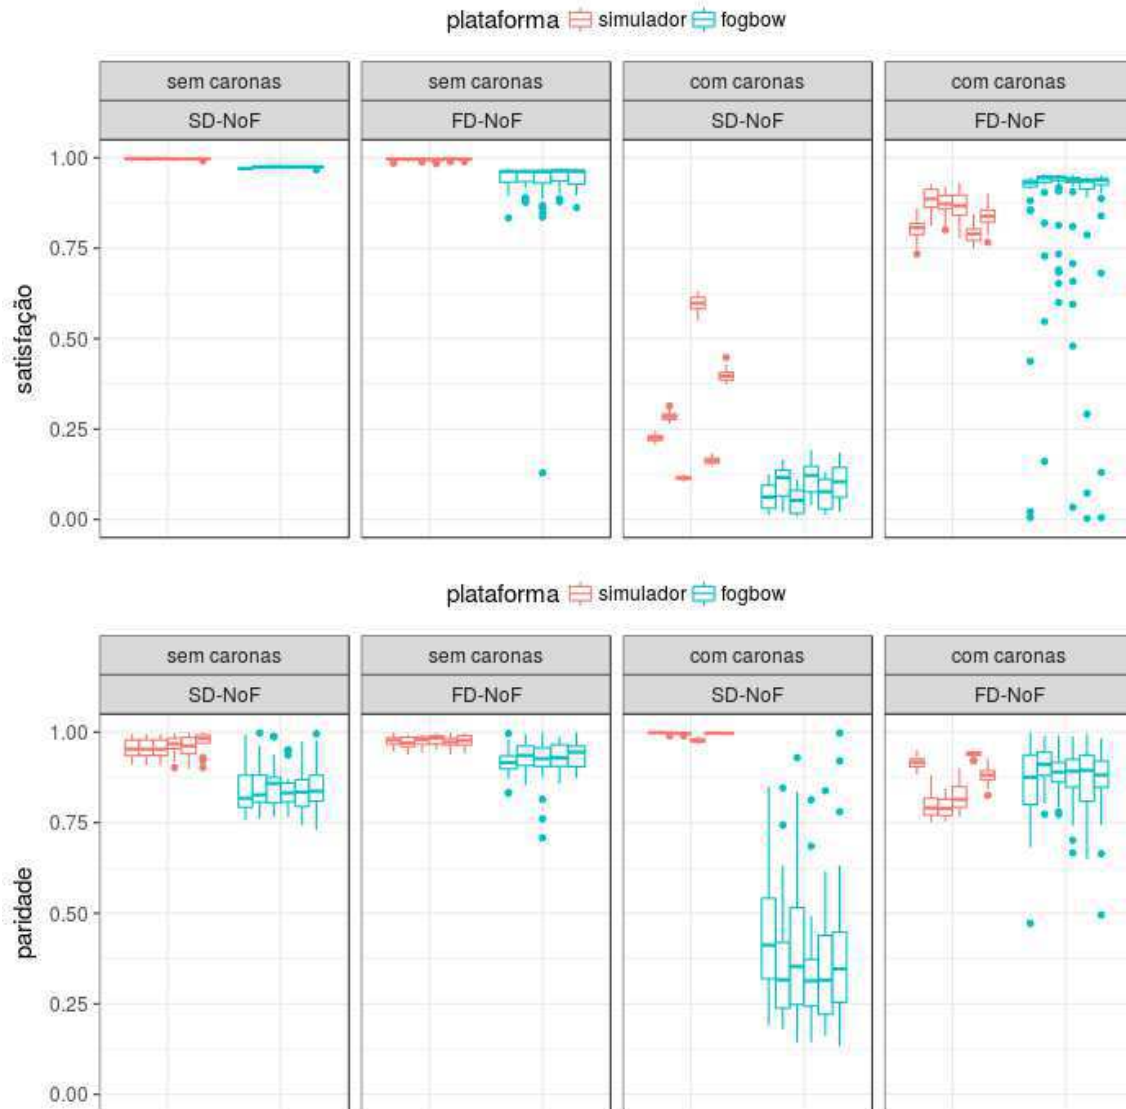 plataforma simulador fogbow
sem caronas sem caronas com caronas com caronas
SD-NoF FD-NoF SD-NoF FD-NoF
1.00
0.75
0.50
0.25
0.00
satisfação
plataforma simulador fogbow
sem caronas sem caronas com caronas com caronas
SD-NoF FD-NoF SD-NoF FD-NoF
1.00
0.75
0.50
0.25
0.00
paridade